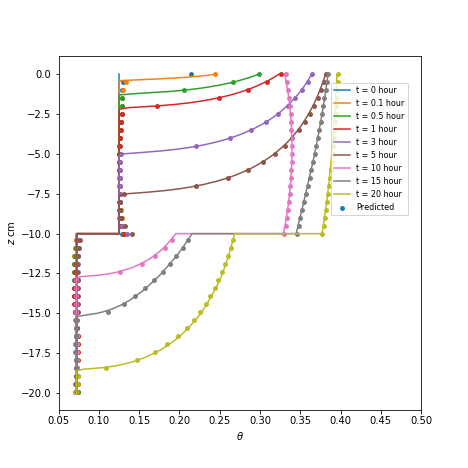 0.0
−2.5
−5.0
−7.5
−10.0
−12.5
−15.0
−17.5
−20.0
z cm
0.05 0.10 0.15 0.20 0.25 0.30 0.35 0.40 0.45 0.50
θ
t = 0 hour
t = 0.1 hour
t = 0.5 hour
t = 1 hour
t = 3 hour
t = 5 hour
t = 10 hour
t = 15 hour
t = 20 hour
Predicted